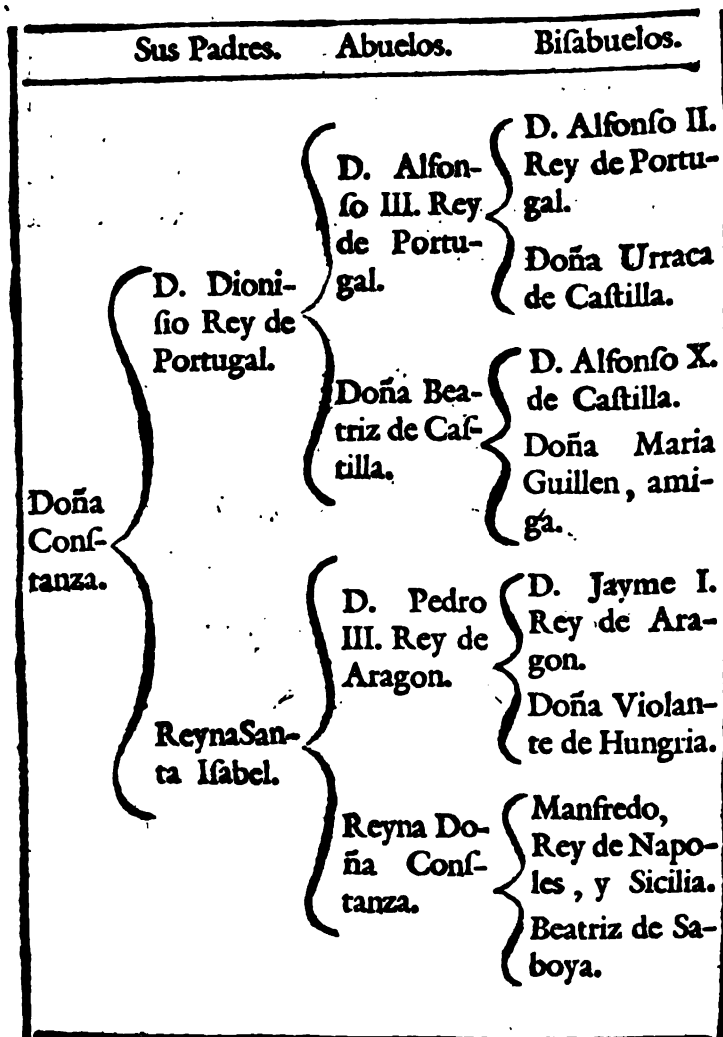 Sus Padres. Abuelos. Biſabuelos.
Doña
Conſ-
tanza.
D. Dioni-
ſio Rey de
Portugal.
ReynaSan-
ta Iſabel.
D. Alfon-
ſo III. Rey
de Portu-
gal.
Doña Bea-
triz de Caſ-
tilla.
D. Pedro
III. Rey de
Aragon.
Reyna Do-
ña Conſ-
tanza.
D. Alfonſo II.
Rey de Portu-
gal.
Doña Urraca
de Caſtilla.
D. Alfonſo X.
de Caſtilla.
Doña Maria
Guillen, ami-
ga.
D. Jayme I.
Rey de Ara-
gon.
Doña Violan-
te de Hungria.
Manfredo,
Rey de Napo-
les, y Sicilia.
Beatriz de Sa-
boya.